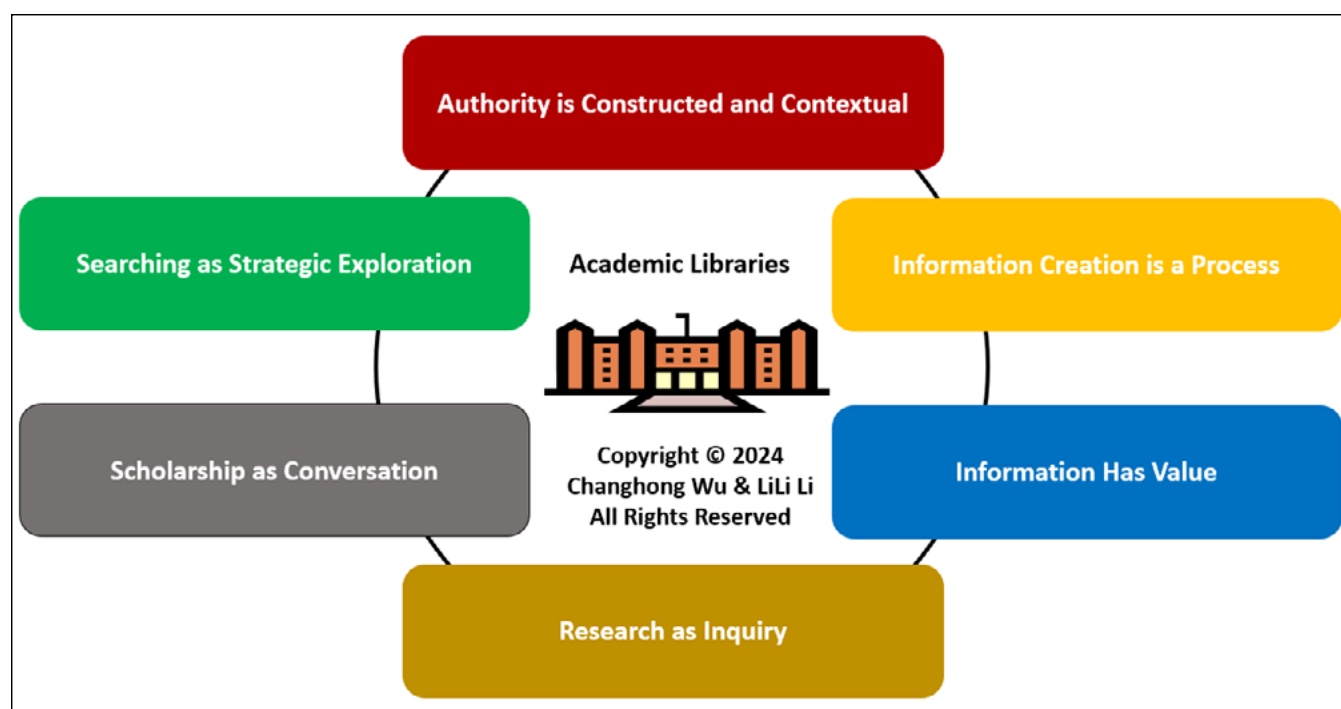 Authority is Constructed and Contextual
Searching as Strategic Exploration
Academic Libraries
Information Creation is a Process
Scholarship as Conversation
Copyright © 2024
Changhong Wu & LiLi Li
All Rights Reserved
Information Has Value
Research as Inquiry